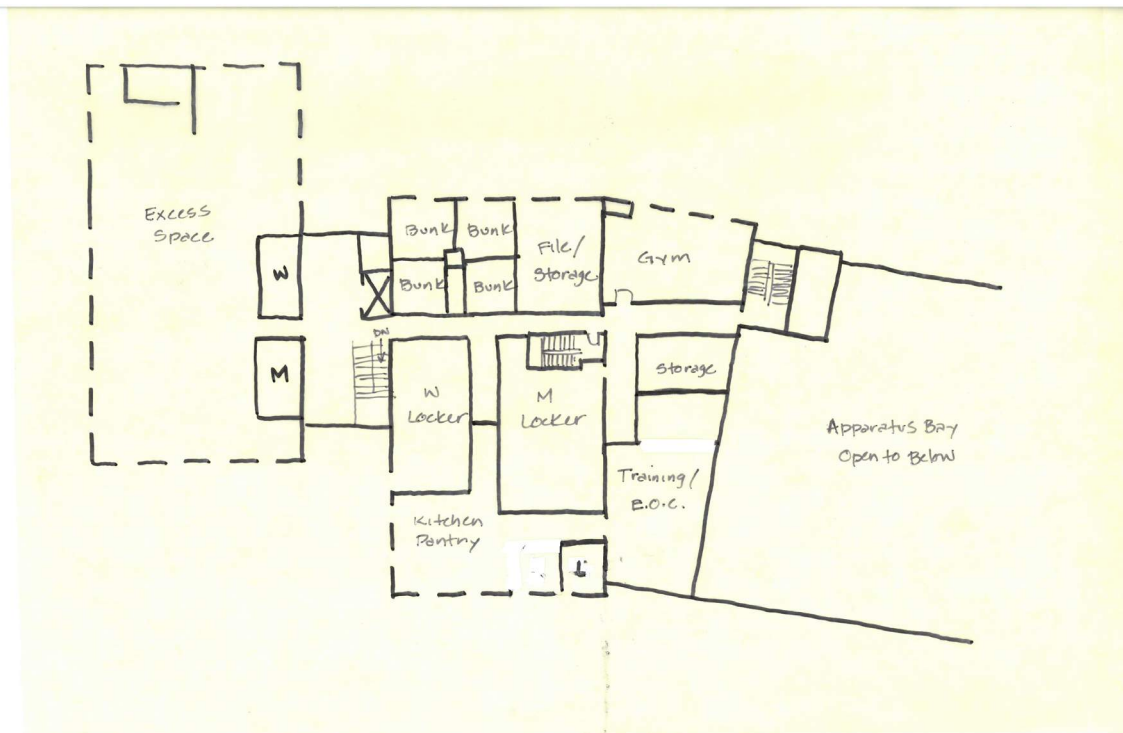 Excess
Space
W
M
Bunk
Bunk
Bunk
Bunk
File/
Storage
Gym
DN
W
Locker
M
Locker
Storage
Training/
E.O.C.
Kitchen
Pantry
Apparatus Bay
Open to Below